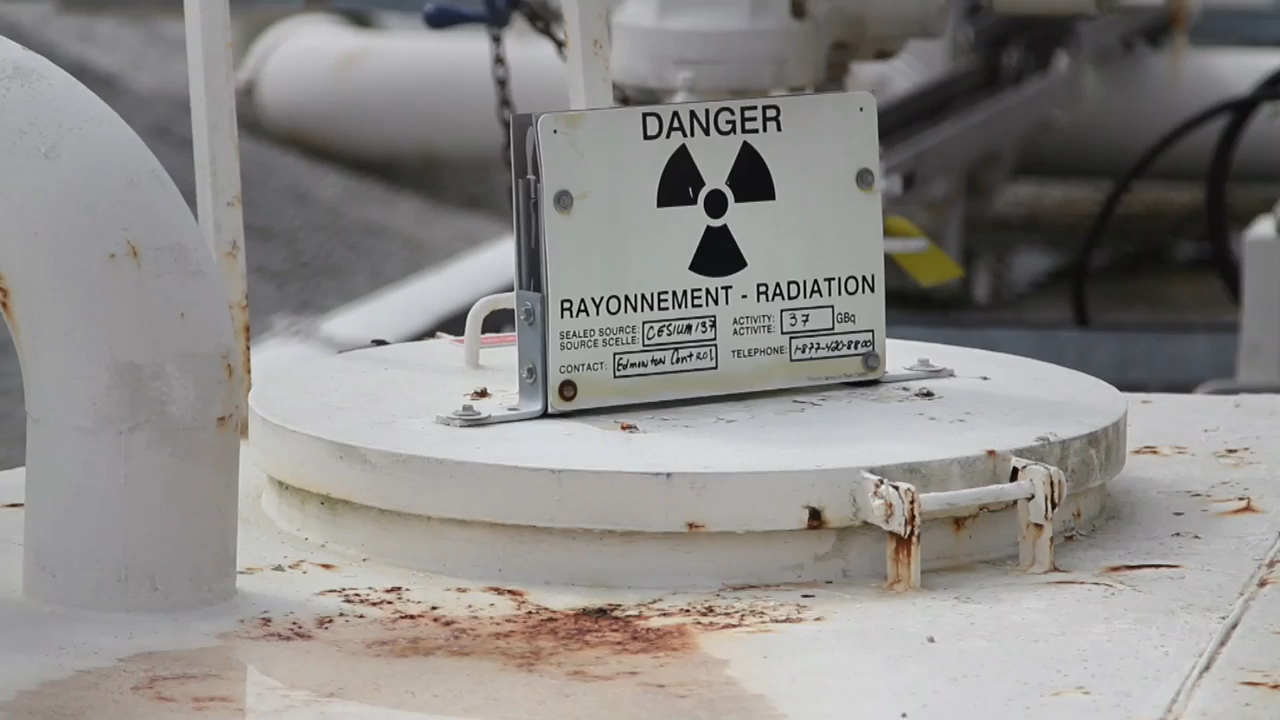 DANGER
RAYONNEMENT - RADIATION
SEALED SOURCE: CESIUM 137 ACTIVITY: 37 GBq
SOURCE SCELLE: ACTIVITE:
CONTACT: Edmonton Control TELEPHONE: 1-877-420-8800